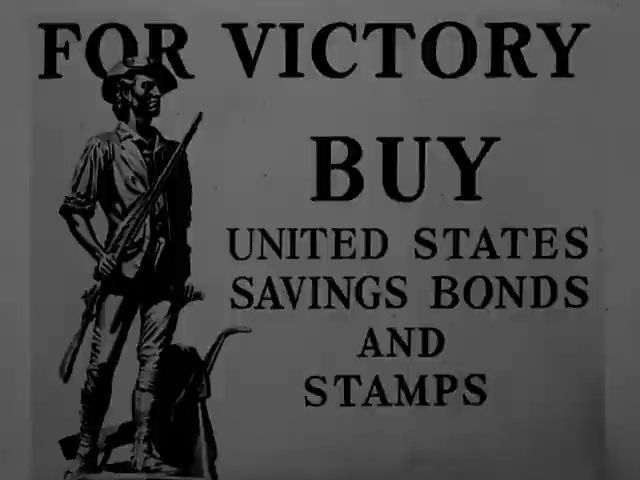 FOR VICTORY
BUY
UNITED STATES
SAVINGS BONDS
AND
STAMPS